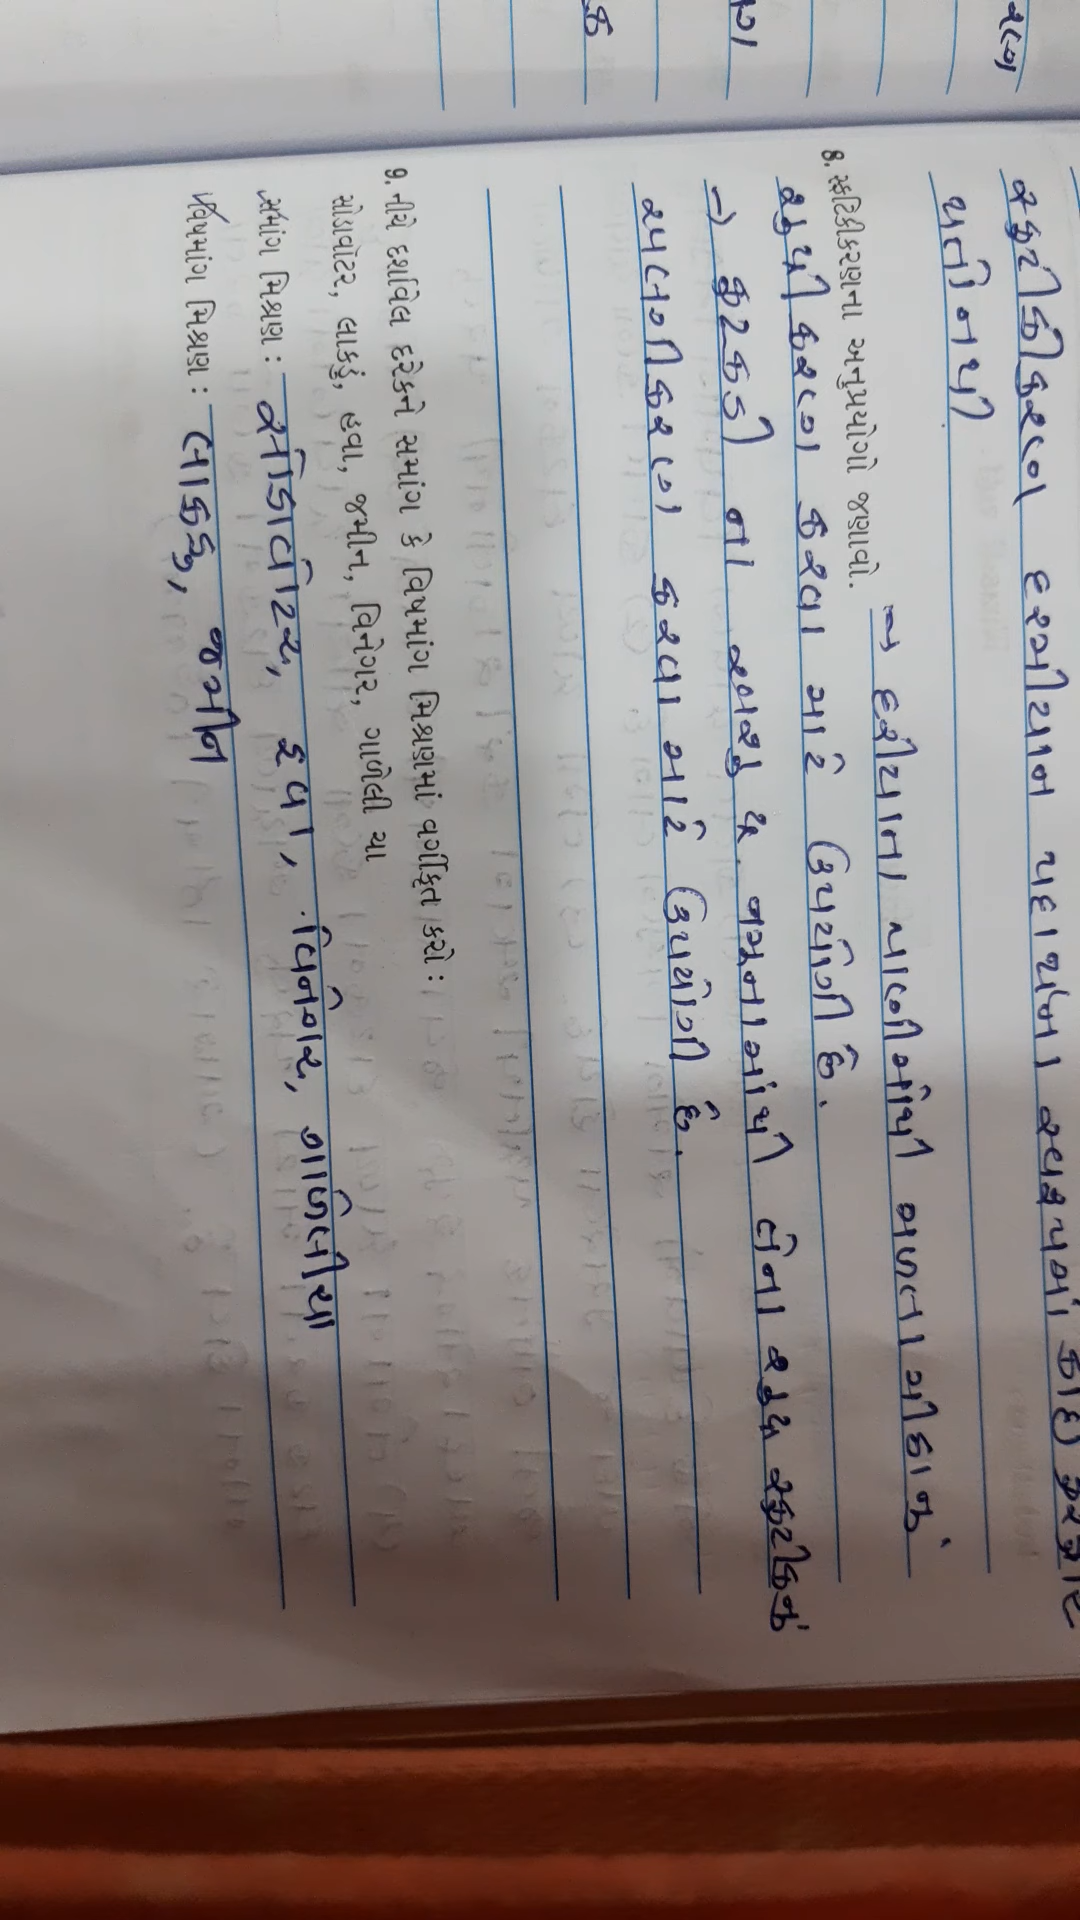 રણ
ણા
ક
સ્ફટીકીકરણ દરમીયાન પદાર્થના સ્વરૂપમાં કોઈ ફેરફાર
થતો નથી
8. સ્ફટિકીકરણના અનુપ્રયોગો જણાવો. → દરીયાના પાણીમાંથી મળતા મીઠાનું
શુદ્ધીકરણ કરવા માટે ઉપયોગી છે.
→ ફટકડી ના અશુદ્ધ નમૂનામાંથી તેના શુદ્ધ સ્ફટીકનું
અલગીકરણ કરવા માટે ઉપયોગી છે.
9. નીચે દર્શાવેલ દરેકને સમાંગ કે વિષમાંગ મિશ્રણમાં વર્ગીકૃત કરો :
સોડાવોટર, લાકડું, હવા, જમીન, વિનેગર, ગાળેલી ચા
સમાંગ મિશ્રણ : સોડાવોટર, હવા, વિનેગર, ગાળેલીચા
વિષમાંગ મિશ્રણ : લાકડુ, જમીન